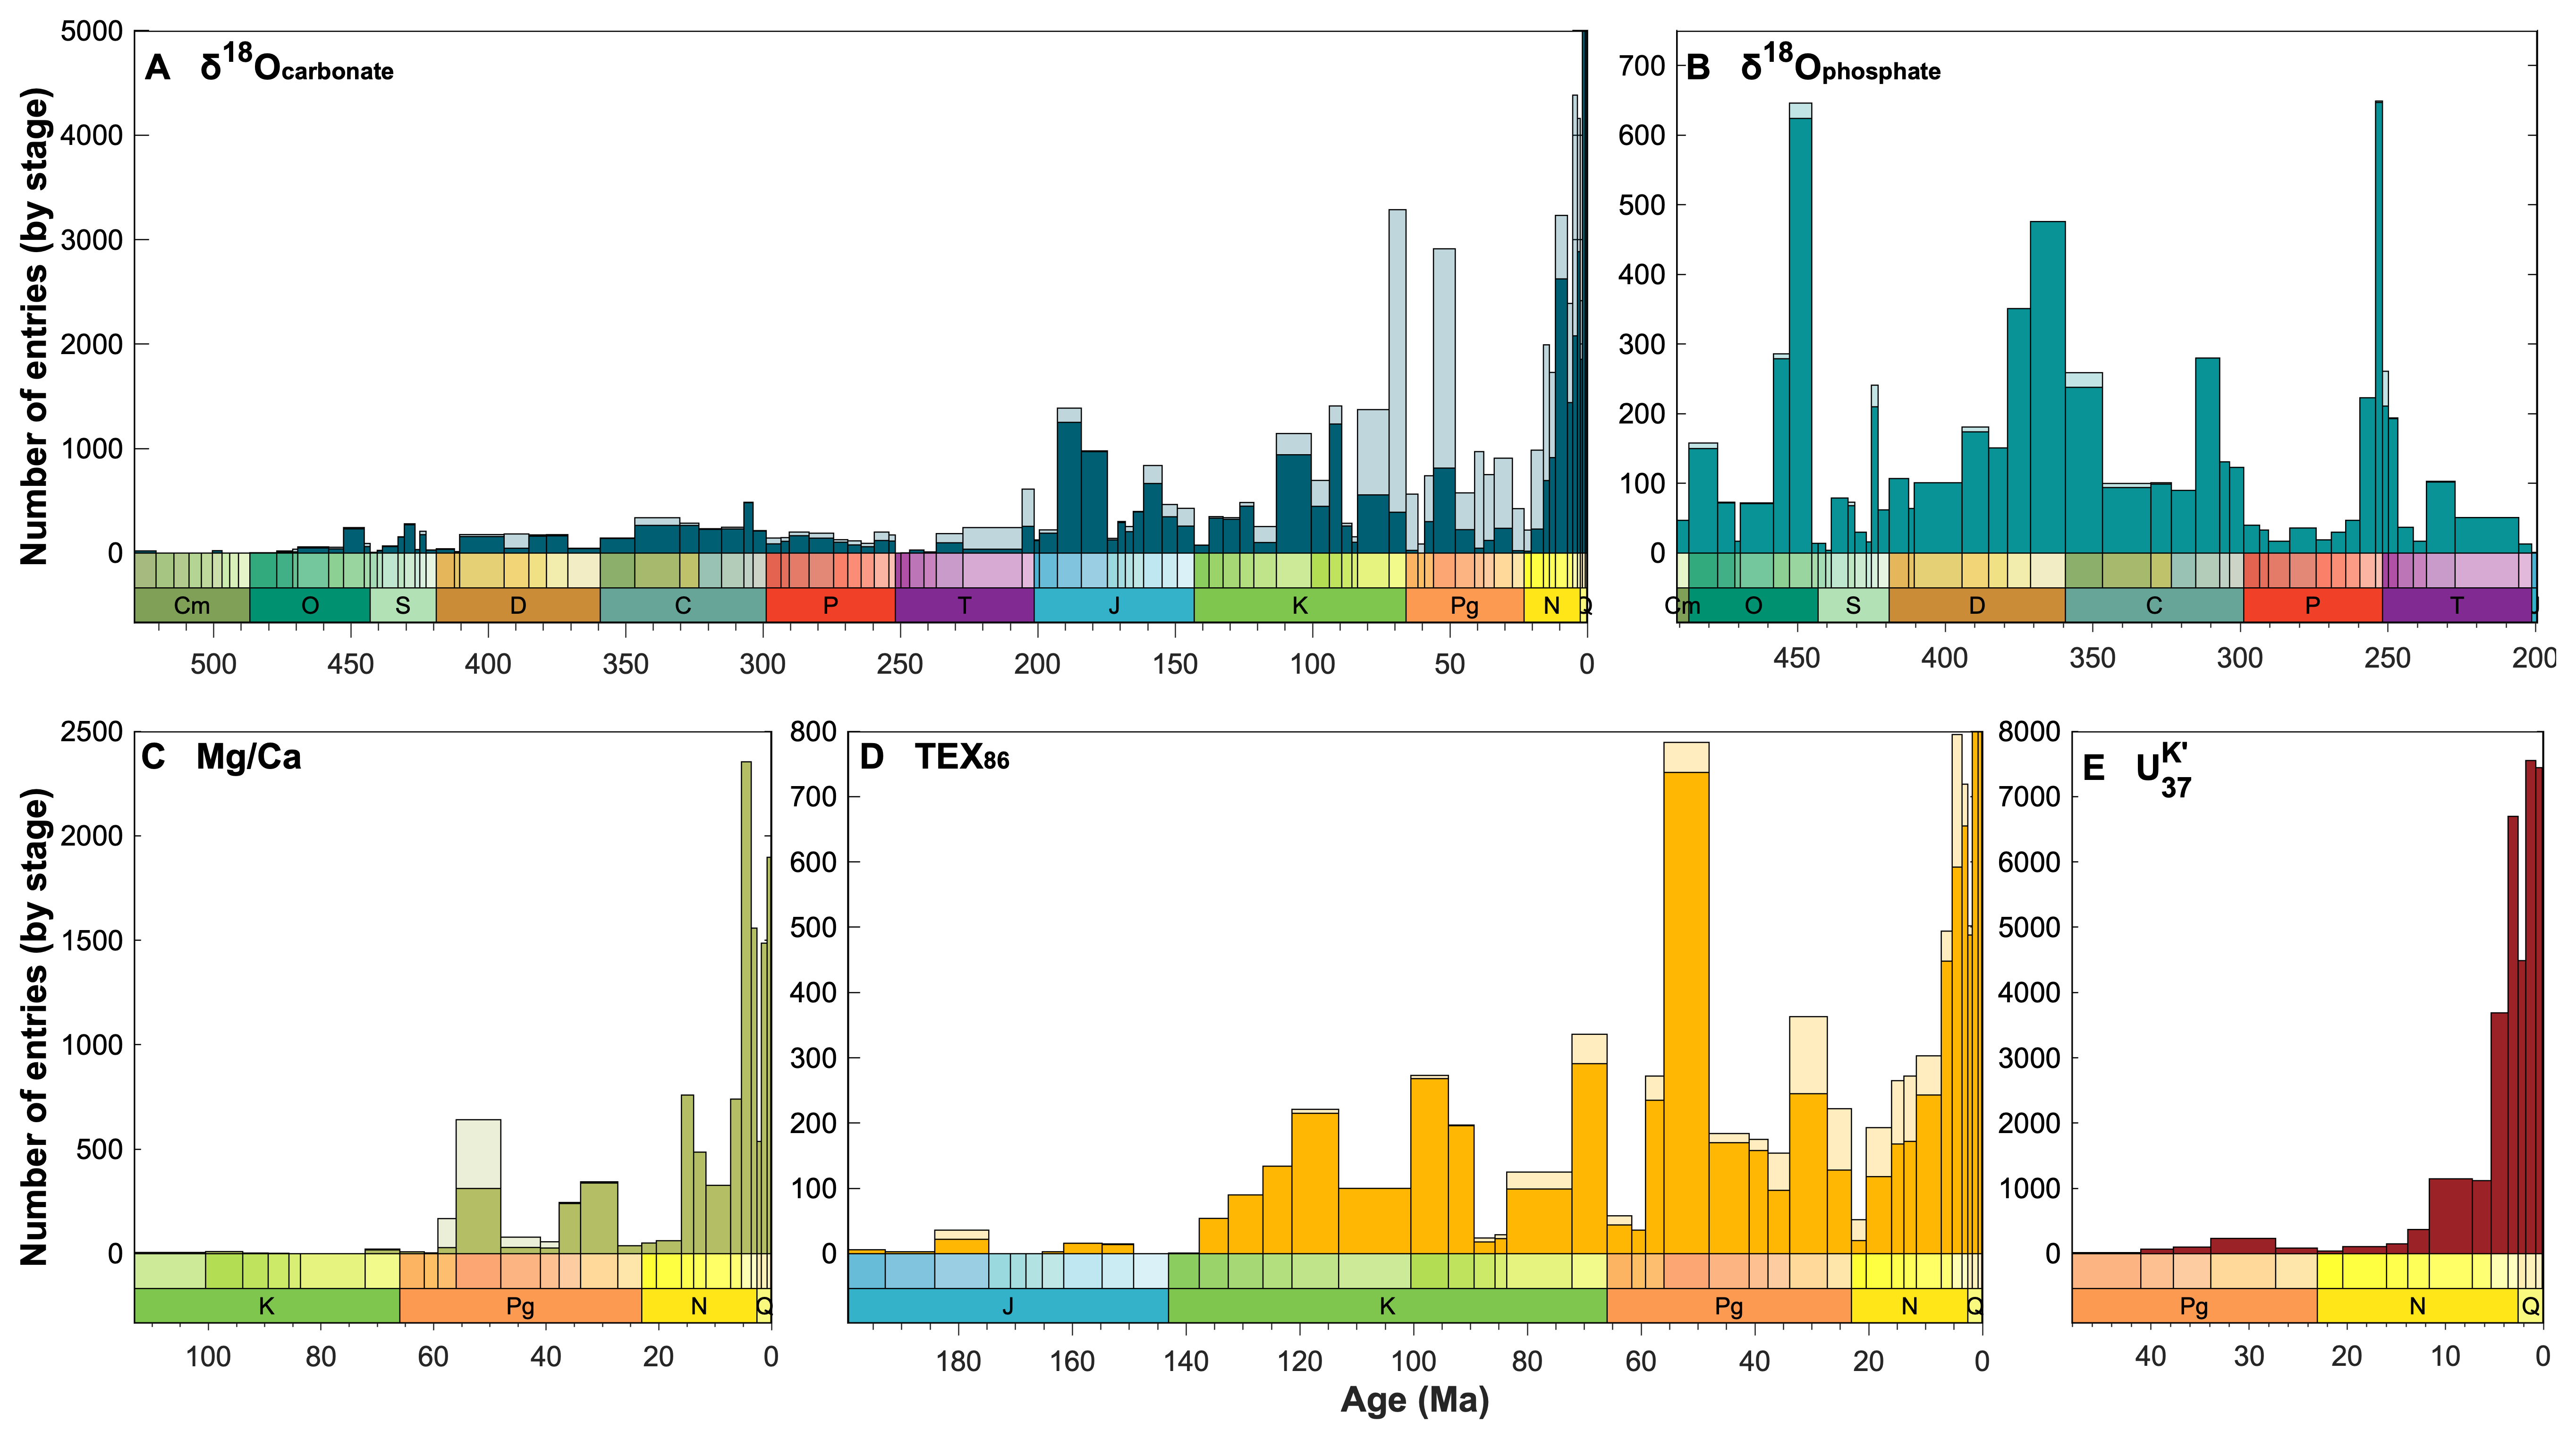 A δ18Ocarbonate
Number of entries (by stage)
5000
4000
3000
2000
1000
0
Cm O S D C P T J K Pg N Q
500 450 400 350 300 250 200 150 100 50 0
B δ18Ophosphate
700
600
500
400
300
200
100
0
Cm O S D C P T J
450 400 350 300 250 200
C Mg/Ca
Number of entries (by stage)
2500
2000
1500
1000
500
0
K Pg N Q
100 80 60 40 20 0
D TEX86
800
700
600
500
400
300
200
100
0
J K Pg N Q
180 160 140 120 100 80 60 40 20 0
Age (Ma)
E UK'37
8000
7000
6000
5000
4000
3000
2000
1000
0
Pg N Q
40 30 20 10 0